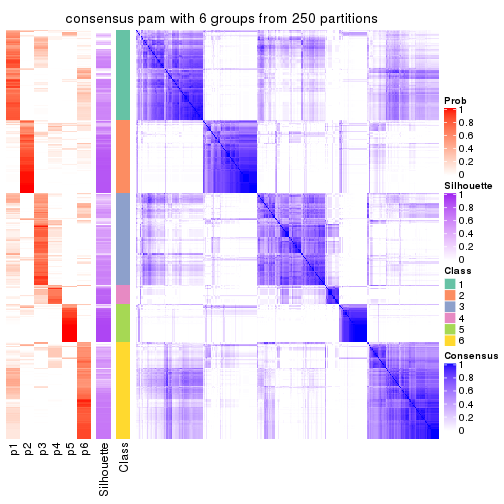 consensus pam with 6 groups from 250 partitions
Prob
1
0.8
0.6
0.4
0.2
0
Silhouette
1
0.8
0.6
0.4
0.2
0
Class
1
2
3
4
5
6
Consensus
1
0.8
0.6
0.4
0.2
0
p1
p2
p3
p4
p5
p6
Silhouette
Class